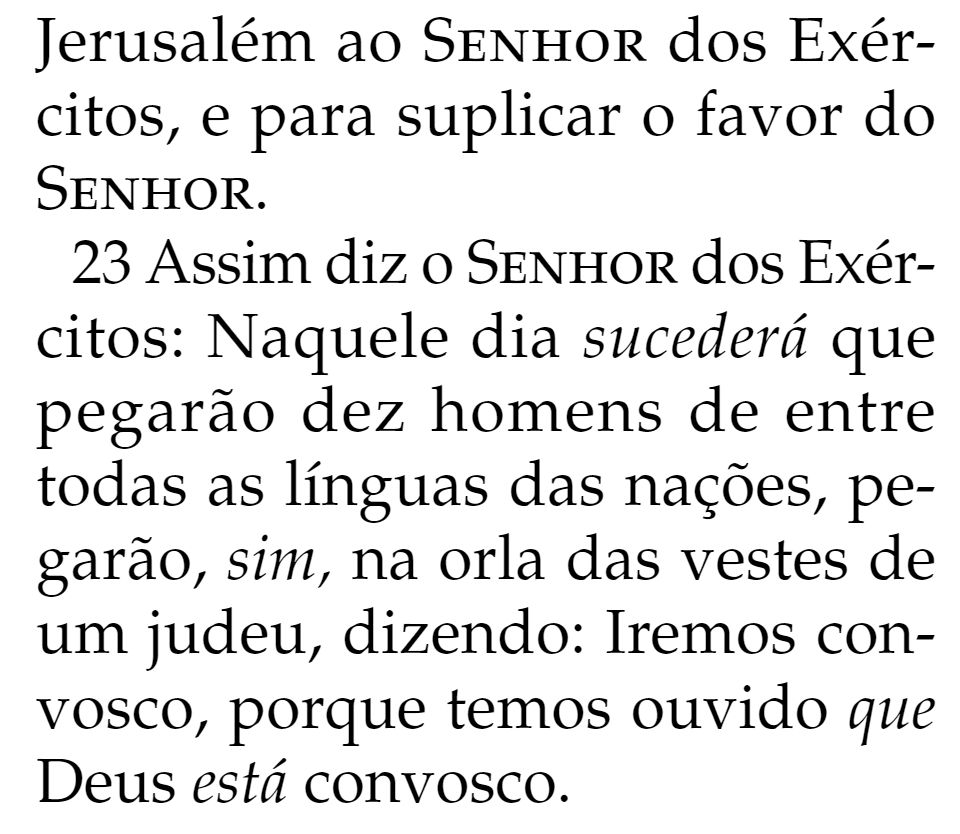 Jerusalém ao SENHOR dos Exér-
citos, e para suplicar o favor do
SENHOR.
23 Assim diz o SENHOR dos Exér-
citos: Naquele dia sucederá que
pegarão dez homens de entre
todas as línguas das nações, pe-
garão, sim, na orla das vestes de
um judeu, dizendo: Iremos con-
vosco, porque temos ouvido que
Deus está convosco.